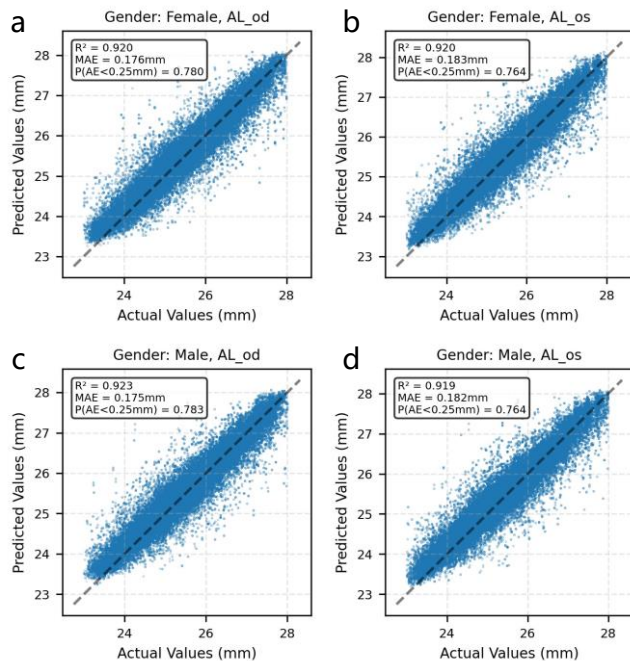 a
Gender: Female, AL_od
R² = 0.920
MAE = 0.176mm
P(AE<0.25mm) = 0.780
Predicted Values (mm)
28
27
26
25
24
23
24
26
28
Actual Values (mm)
b
Gender: Female, AL_os
R² = 0.920
MAE = 0.183mm
P(AE<0.25mm) = 0.764
Predicted Values (mm)
28
27
26
25
24
23
24
26
28
Actual Values (mm)
c
Gender: Male, AL_od
R² = 0.923
MAE = 0.175mm
P(AE<0.25mm) = 0.783
Predicted Values (mm)
28
27
26
25
24
23
24
26
28
Actual Values (mm)
d
Gender: Male, AL_os
R² = 0.919
MAE = 0.182mm
P(AE<0.25mm) = 0.764
Predicted Values (mm)
28
27
26
25
24
23
24
26
28
Actual Values (mm)